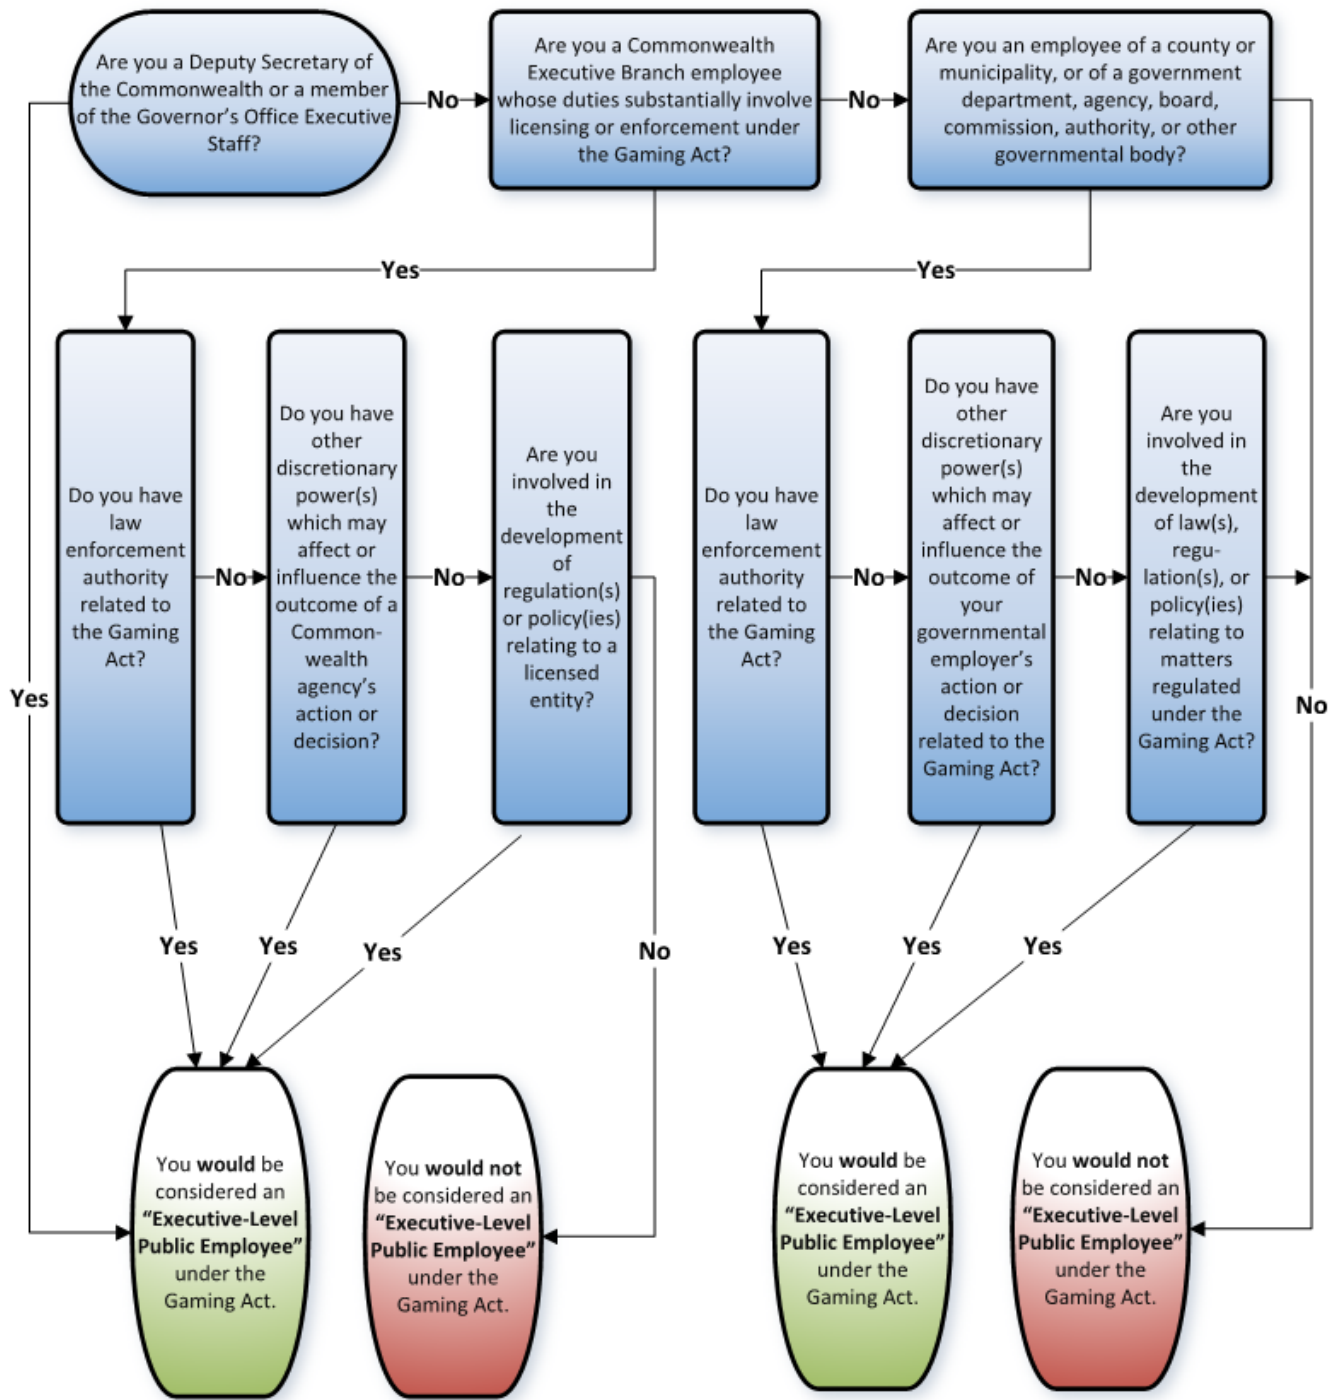 Are you a Deputy Secretary of
the Commonwealth or a member
of the Governor's Office Executive
Staff?
No
Are you a Commonwealth
Executive Branch employee
whose duties substantially involve
licensing or enforcement under
the Gaming Act?
No
Are you an employee of a county or
municipality, or of a government
department, agency, board,
commission, authority, or other
governmental body?
Yes
Yes
Do you have
law
enforcement
authority
related to
the Gaming
Act?
No
Do you have
other
discretionary
power(s)
which may
affect or
influence the
outcome of a
Common-
wealth
agency's
action or
decision?
No
Are you
involved in
the
development
of
regulation(s)
or policy(ies)
relating to a
licensed
entity?
Do you have
law
enforcement
authority
related to
the Gaming
Act?
No
Do you have
other
discretionary
power(s)
which may
affect or
influence the
outcome of
your
governmental
employer's
action or
decision
related to the
Gaming Act?
No
Are you
involved in
the
development
of law(s),
regu-
lation(s), or
policy(ies)
relating to
matters
regulated
under the
Gaming Act?
Yes
No
Yes
Yes
Yes
No
Yes
Yes
Yes
You would be
considered an
“Executive-Level
Public Employee”
under the
Gaming Act.
You would not
be considered an
“Executive-Level
Public Employee”
under the
Gaming Act.
You would be
considered an
“Executive-Level
Public Employee”
under the
Gaming Act.
You would not
be considered an
“Executive-Level
Public Employee”
under the
Gaming Act.